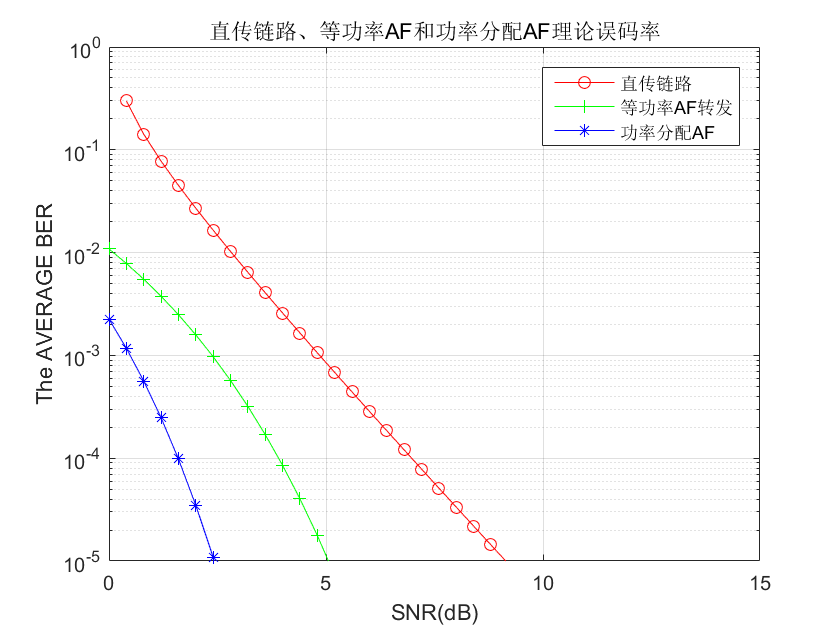 直传链路、等功率AF和功率分配AF理论误码率
直传链路
等功率AF转发
功率分配AF
The AVERAGE BER
10^0
10^-1
10^-2
10^-3
10^-4
10^-5
0 5 10 15
SNR(dB)